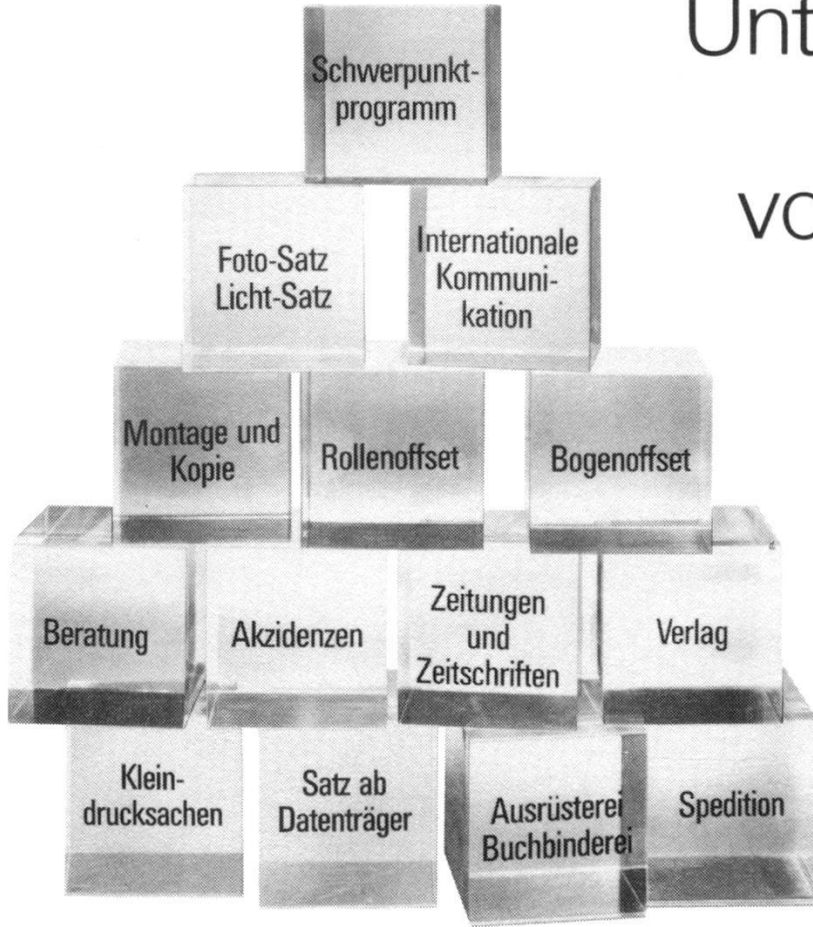 Schwerpunkt-
programm
Foto-Satz
Licht-Satz
Internationale
Kommuni-
kation
Montage und
Kopie
Rollenoffset
Bogenoffset
Beratung
Akzidenzen
Zeitungen
und
Zeitschriften
Verlag
Klein-
drucksachen
Satz ab
Datenträger
Ausrüsterei
Buchbinderei
Spedition